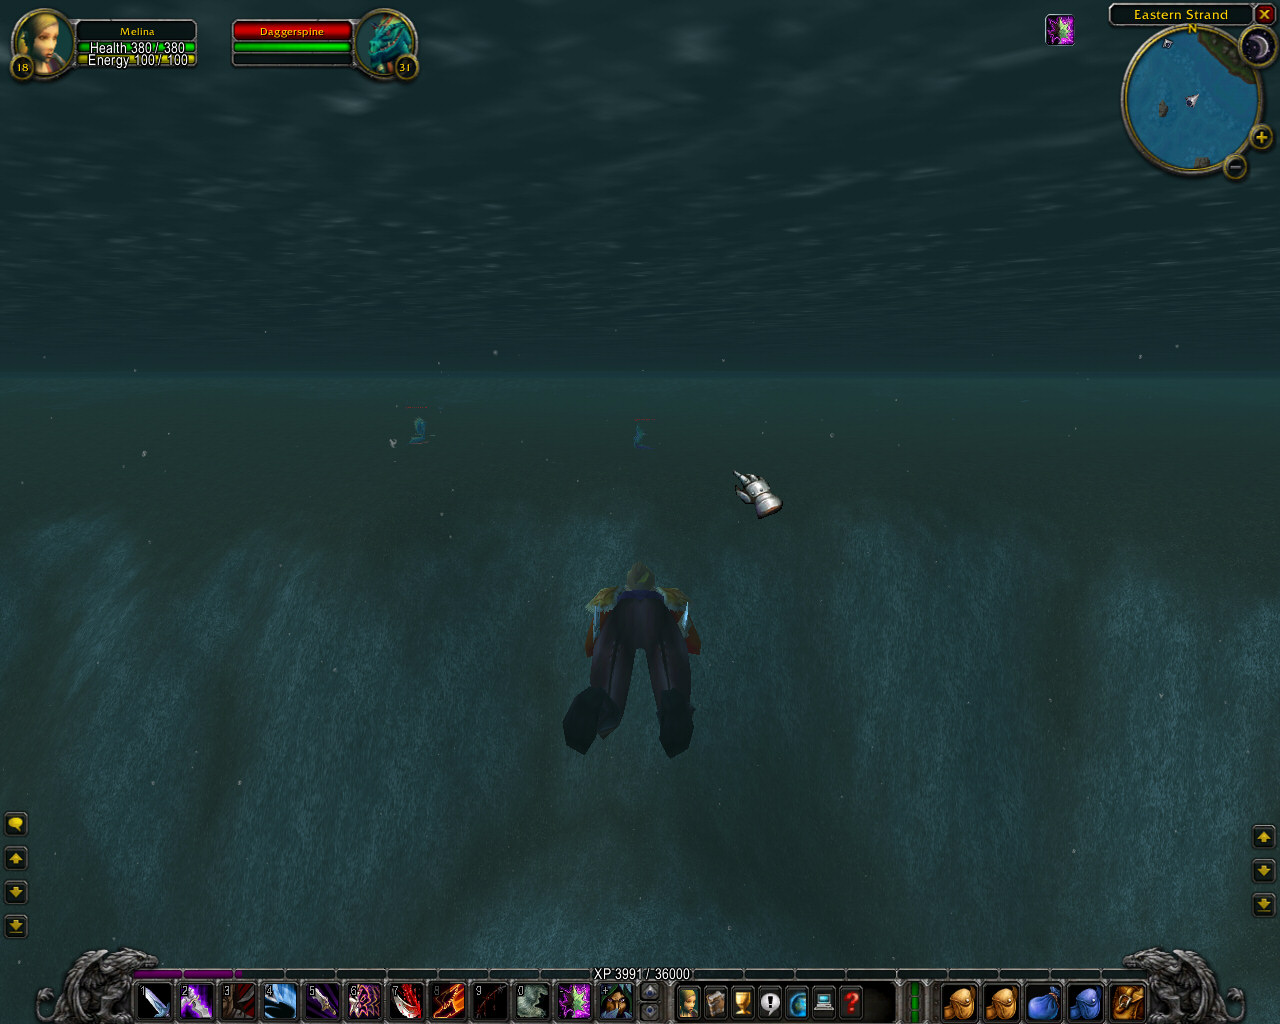 Melina
Health 380 / 380
Energy 100 / 100
18
Daggerspine
31
Eastern Strand
N
XP 3991 / 36000
1
2
3
4
5
6
7
8
9
0
-
+